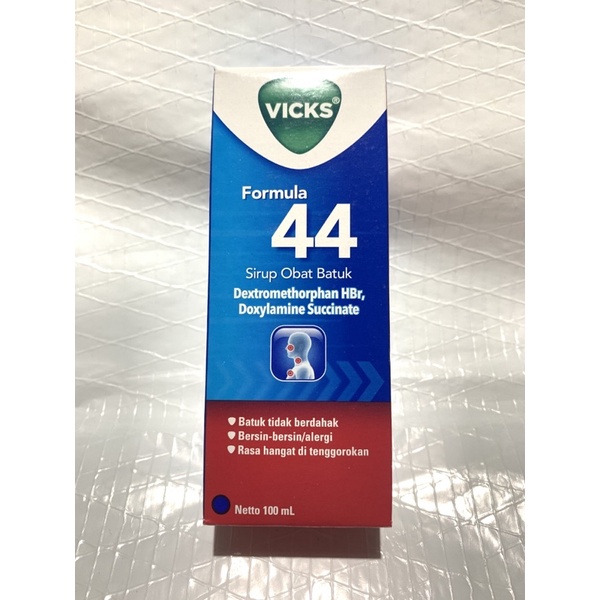 VICKS®
Formula
44
Sirup Obat Batuk
Dextromethorphan HBr,
Doxylamine Succinate
Batuk tidak berdahak
Bersin-bersin/alergi
Rasa hangat di tenggorokan
Netto 100 mL